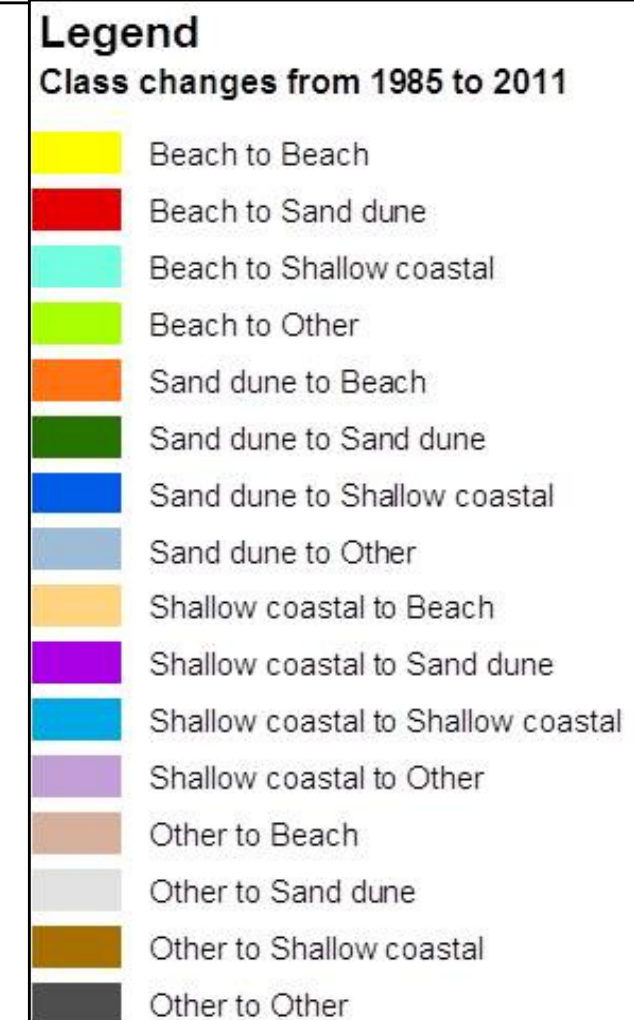 Legend
Class changes from 1985 to 2011
Beach to Beach
Beach to Sand dune
Beach to Shallow coastal
Beach to Other
Sand dune to Beach
Sand dune to Sand dune
Sand dune to Shallow coastal
Sand dune to Other
Shallow coastal to Beach
Shallow coastal to Sand dune
Shallow coastal to Shallow coastal
Shallow coastal to Other
Other to Beach
Other to Sand dune
Other to Shallow coastal
Other to Other